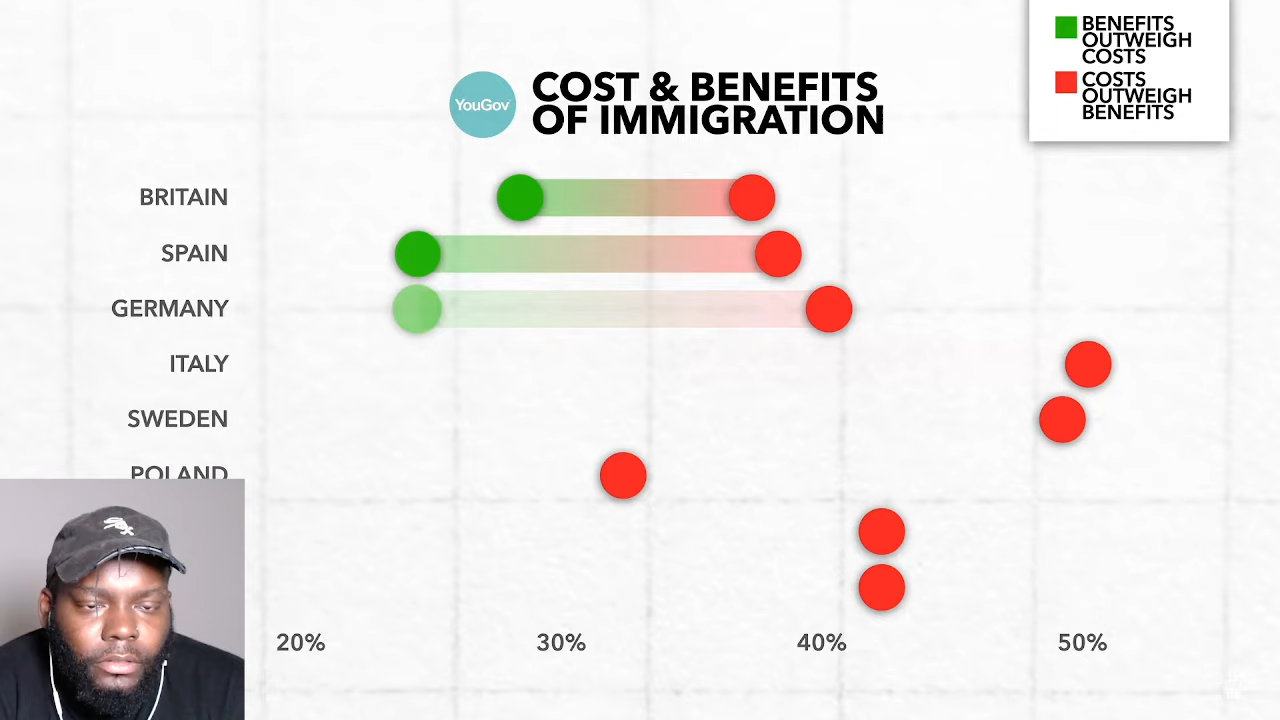 BENEFITS
OUTWEIGH
COSTS
COSTS
OUTWEIGH
BENEFITS
YouGov
COST & BENEFITS
OF IMMIGRATION
BRITAIN
SPAIN
GERMANY
ITALY
SWEDEN
POLAND
20% 30% 40% 50%